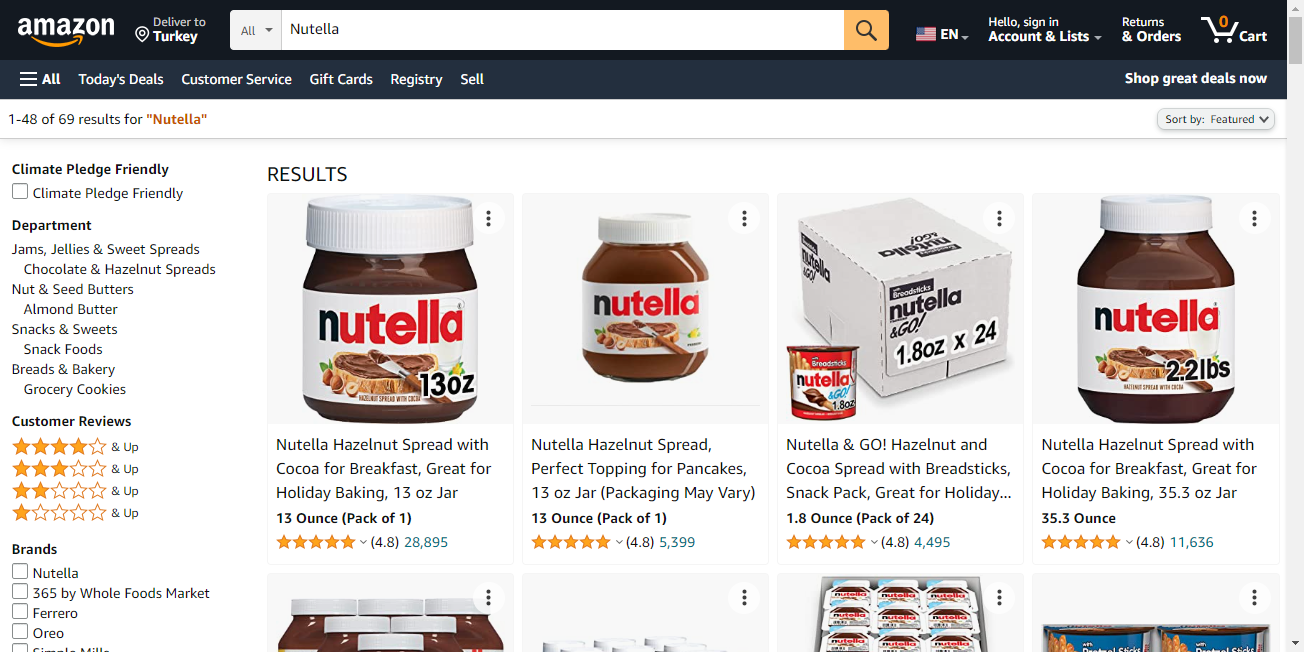 amazon
Deliver to
Turkey
All
Nutella
EN
Hello, sign in
Account & Lists
Returns
& Orders
0
Cart
All
Today's Deals
Customer Service
Gift Cards
Registry
Sell
Shop great deals now
1-48 of 69 results for "Nutella"
Sort by: Featured
Climate Pledge Friendly
Climate Pledge Friendly
Department
Jams, Jellies & Sweet Spreads
Chocolate & Hazelnut Spreads
Nut & Seed Butters
Almond Butter
Snacks & Sweets
Snack Foods
Breads & Bakery
Grocery Cookies
Customer Reviews
& Up
& Up
& Up
& Up
Brands
Nutella
365 by Whole Foods Market
Ferrero
Oreo
RESULTS
nutella
13oz
HAZELNUT SPREAD WITH COCOA
Nutella Hazelnut Spread with
Cocoa for Breakfast, Great for
Holiday Baking, 13 oz Jar
13 Ounce (Pack of 1)
(4.8) 28,895
nutella
Nutella Hazelnut Spread,
Perfect Topping for Pancakes,
13 oz Jar (Packaging May Vary)
13 Ounce (Pack of 1)
(4.8) 5,399
nutella
&GO!
nutella
&GO!
with
Breadsticks
nutella
&GO!
1.8oz x 24
with
Breadsticks
nutella
&GO!
1.8oz
Nutella & GO! Hazelnut and
Cocoa Spread with Breadsticks,
Snack Pack, Great for Holiday...
1.8 Ounce (Pack of 24)
(4.8) 4,495
nutella
2.2lbs
HAZELNUT SPREAD WITH COCOA
Nutella Hazelnut Spread with
Cocoa for Breakfast, Great for
Holiday Baking, 35.3 oz Jar
35.3 Ounce
(4.8) 11,636
nutella
nutella
nutella
nutella
nutella
nutella